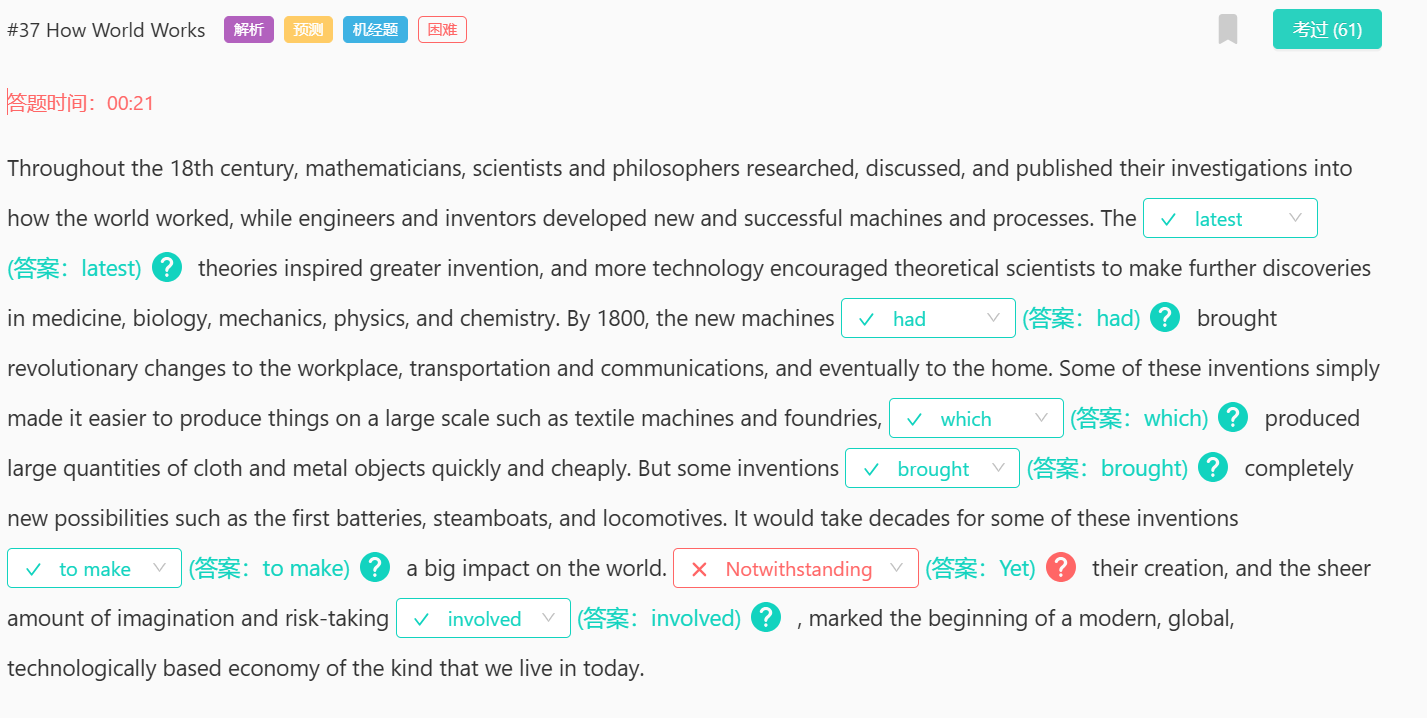 #37 How World Works 解析 预测 机经题 困难 考过 (61)
答题时间：00:21
Throughout the 18th century, mathematicians, scientists and philosophers researched, discussed, and published their investigations into
how the world worked, while engineers and inventors developed new and successful machines and processes. The latest
(答案：latest) ? theories inspired greater invention, and more technology encouraged theoretical scientists to make further discoveries
in medicine, biology, mechanics, physics, and chemistry. By 1800, the new machines had (答案：had) ? brought
revolutionary changes to the workplace, transportation and communications, and eventually to the home. Some of these inventions simply
made it easier to produce things on a large scale such as textile machines and foundries, which (答案：which) ? produced
large quantities of cloth and metal objects quickly and cheaply. But some inventions brought (答案：brought) ? completely
new possibilities such as the first batteries, steamboats, and locomotives. It would take decades for some of these inventions
to make (答案：to make) ? a big impact on the world. Notwithstanding (答案：Yet) ? their creation, and the sheer
amount of imagination and risk-taking involved (答案：involved) ? , marked the beginning of a modern, global,
technologically based economy of the kind that we live in today.